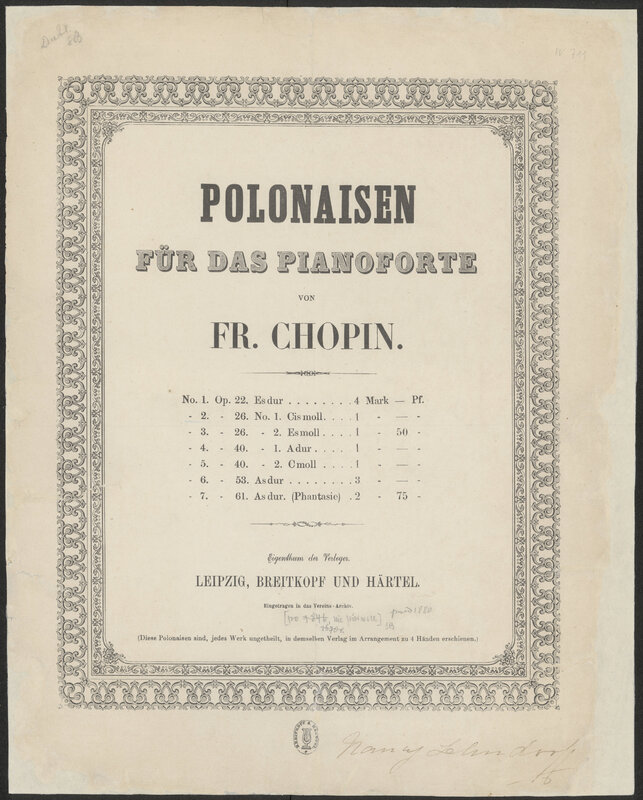 POLONAISEN
FÜR DAS PIANOFORTE
VON
FR. CHOPIN.
No. 1. Op. 22. Es dur . . . . . . . . 4 Mark — Pf.
- 2. - 26. No. 1. Cis moll. . . . 1 - — -
- 3. - 26. - 2. Es moll . . . . 1 - 50 -
- 4. - 40. - 1. A dur . . . . 1 - — -
- 5. - 40. - 2. C moll . . . . 1 - — -
- 6. - 53. As dur . . . . . . . . 3 - — -
- 7. - 61. As dur. (Phantasie) . 2 - 75 -
Eigenthum der Verleger.
LEIPZIG, BREITKOPF UND HÄRTEL.
Eingetragen in das Vereins-Archiv.
(Diese Polonaisen sind, jedes Werk ungetheilt, in demselben Verlag im Arrangement zu 4 Händen erschienen.)